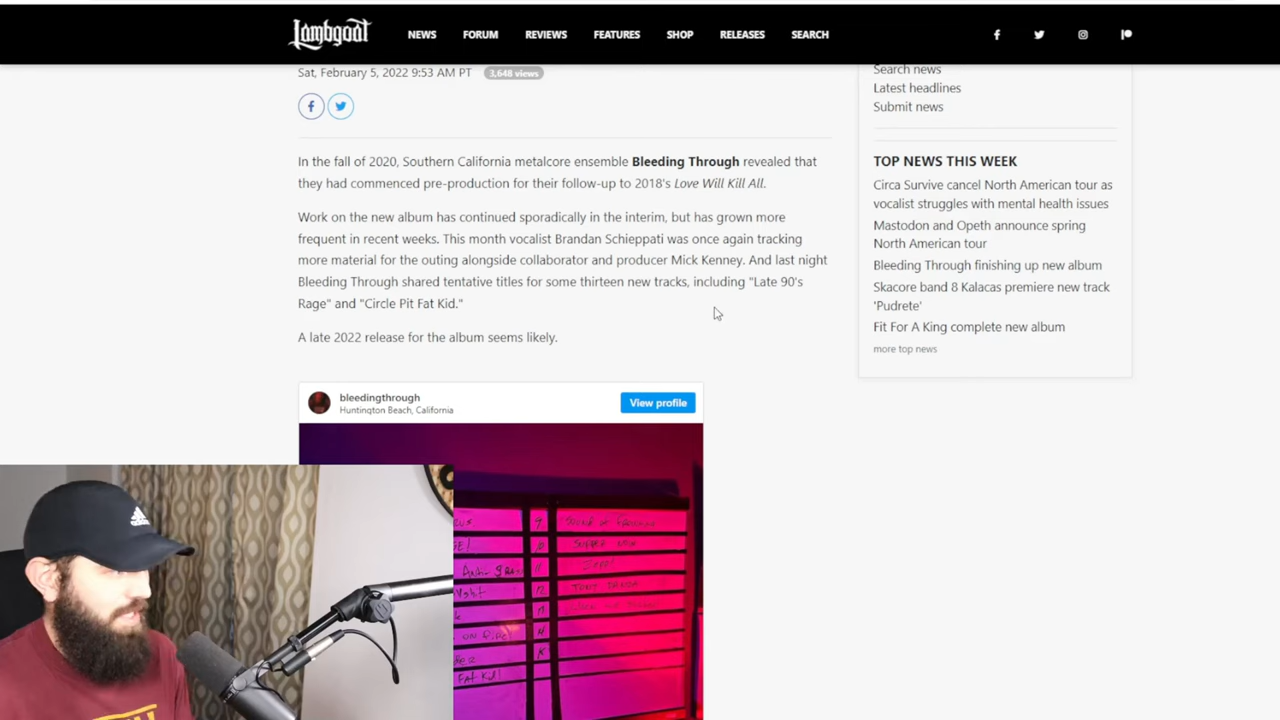 Lambgoat
NEWS
FORUM
REVIEWS
FEATURES
SHOP
RELEASES
SEARCH
Sat, February 5, 2022 9:53 AM PT
3,648 views
In the fall of 2020, Southern California metalcore ensemble Bleeding Through revealed that
they had commenced pre-production for their follow-up to 2018's Love Will Kill All.
Work on the new album has continued sporadically in the interim, but has grown more
frequent in recent weeks. This month vocalist Brandan Schieppati was once again tracking
more material for the outing alongside collaborator and producer Mick Kenney. And last night
Bleeding Through shared tentative titles for some thirteen new tracks, including "Late 90's
Rage" and "Circle Pit Fat Kid."
A late 2022 release for the album seems likely.
bleedingthrough
Huntington Beach, California
View profile
9
10
11
12
ON
Search news
Latest headlines
Submit news
TOP NEWS THIS WEEK
Circa Survive cancel North American tour as
vocalist struggles with mental health issues
Mastodon and Opeth announce spring
North American tour
Bleeding Through finishing up new album
Skacore band 8 Kalacas premiere new track
'Pudrete'
Fit For A King complete new album
more top news